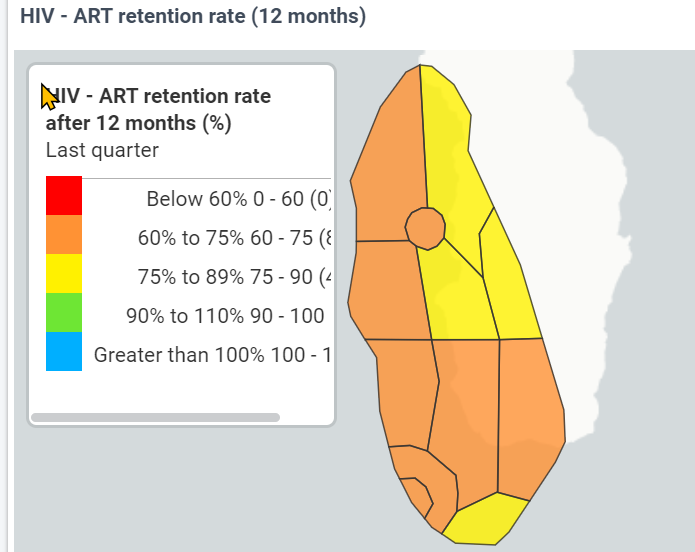 HIV - ART retention rate (12 months)
HIV - ART retention rate
after 12 months (%)
Last quarter
Below 60% 0 - 60 (0)
60% to 75% 60 - 75 (8
75% to 89% 75 - 90 (4
90% to 110% 90 - 100
Greater than 100% 100 - 1